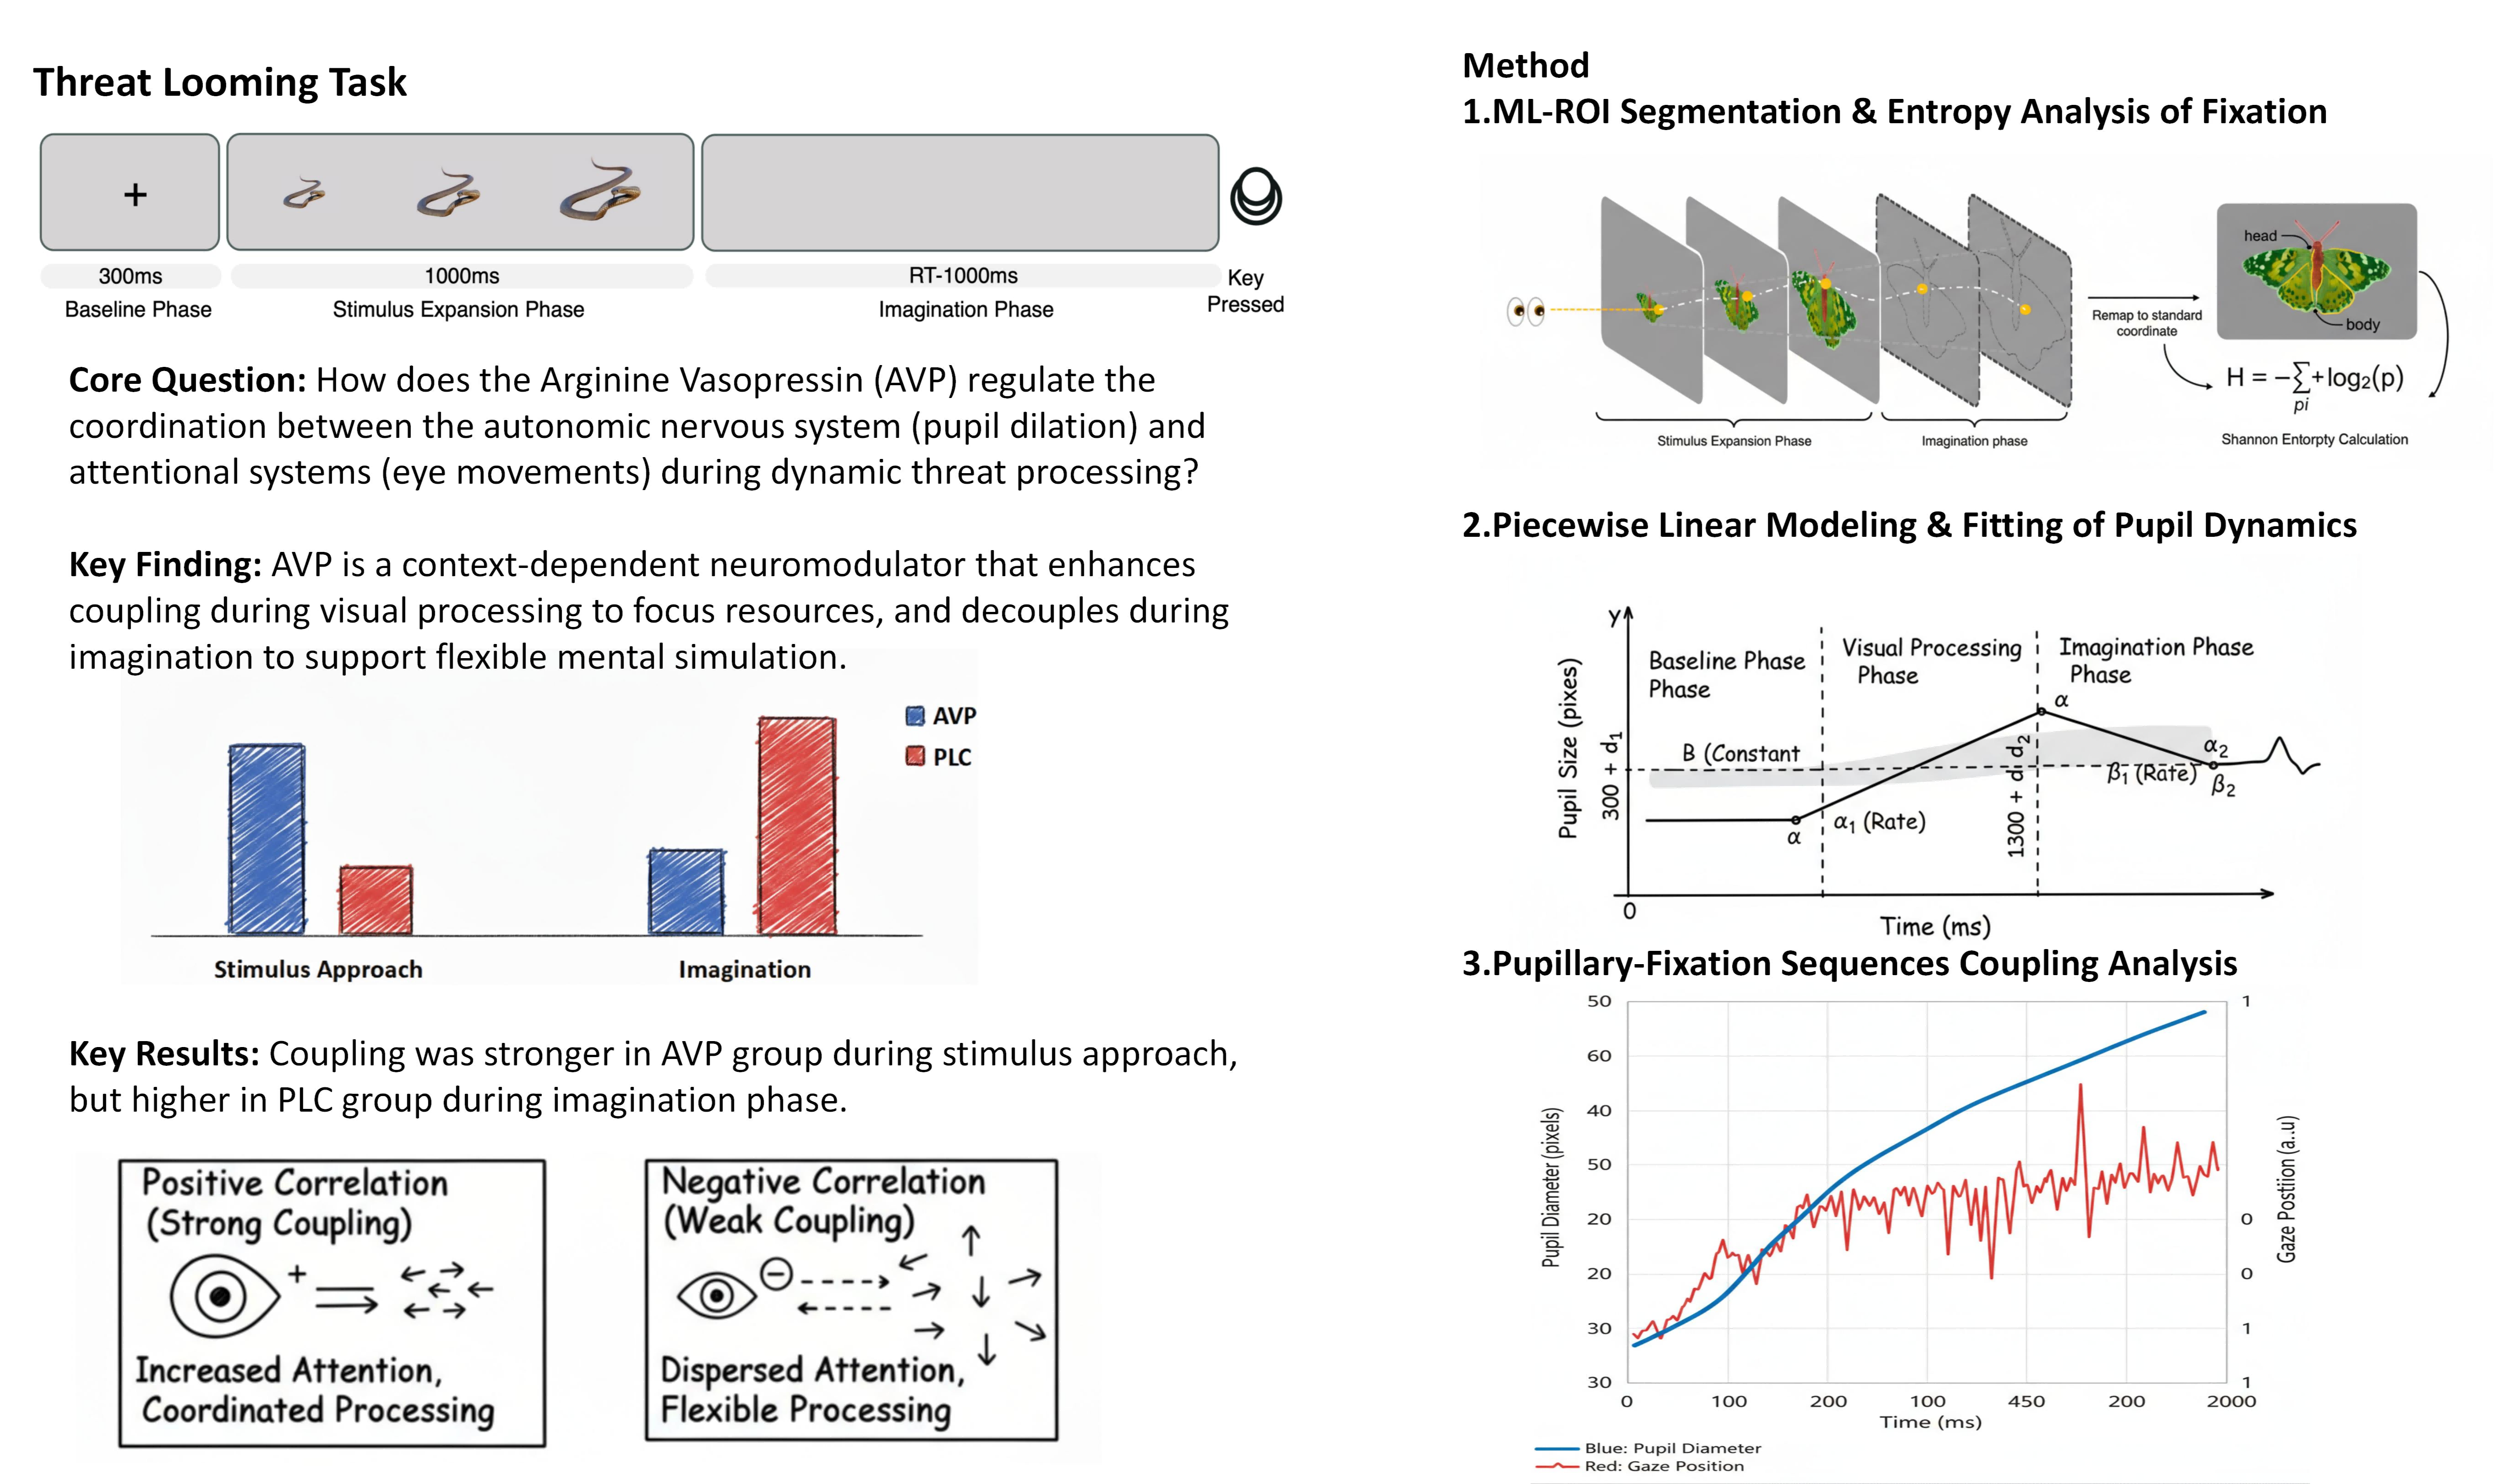 Threat Looming Task
+
300ms
Baseline Phase
1000ms
Stimulus Expansion Phase
RT-1000ms
Imagination Phase
Key
Pressed
Core Question: How does the Arginine Vasopressin (AVP) regulate the
coordination between the autonomic nervous system (pupil dilation) and
attentional systems (eye movements) during dynamic threat processing?
Key Finding: AVP is a context-dependent neuromodulator that enhances
coupling during visual processing to focus resources, and decouples during
imagination to support flexible mental simulation.
AVP
PLC
Stimulus Approach
Imagination
Key Results: Coupling was stronger in AVP group during stimulus approach,
but higher in PLC group during imagination phase.
Positive Correlation
(Strong Coupling)
+
Increased Attention,
Coordinated Processing
Negative Correlation
(Weak Coupling)
−
Dispersed Attention,
Flexible Processing
Method
1.ML-ROI Segmentation & Entropy Analysis of Fixation
Stimulus Expansion Phase
Imagination phase
Remap to standard
coordinate
head
body
H = −∑+log₂(p)
pi
Shannon Entorpty Calculation
2.Piecewise Linear Modeling & Fitting of Pupil Dynamics
y
Pupil Size (pixes)
300 + d₁
Baseline Phase
Phase
Visual Processing
Phase
Imagination Phase
Phase
B (Constant
α
α₁ (Rate)
1300 + d d₂
α
α₂
β₁ (Rate)
β₂
0
Time (ms)
3.Pupillary-Fixation Sequences Coupling Analysis
Pupil Diameter (pixels)
50
60
40
50
20
20
30
30
1
0
0
1
1
Gaze Postiion (a..u)
0 100 200 100 450 200 2000
Time (ms)
Blue: Pupil Diameter
Red: Gaze Position